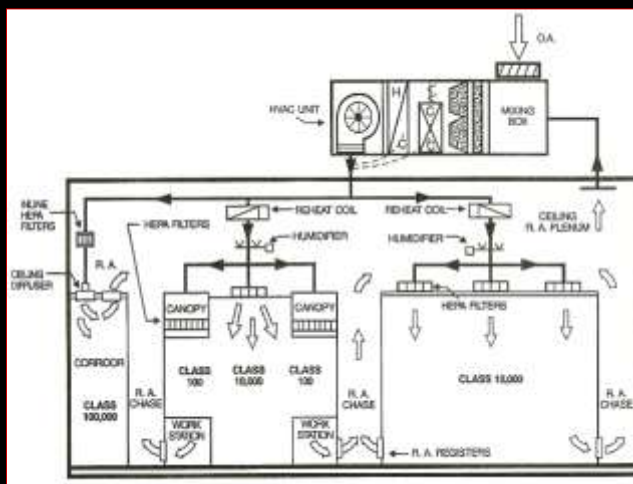 O.A.
HVAC UNIT
H
C
MIXING
BOX
INLINE
HEPA
FILTERS
HEPA FILTERS
REHEAT COIL
REHEAT COIL
HUMIDIFIER
HUMIDIFIER
CEILING
R. A. PLENUM
R. A.
CEILING
DIFFUSER
CANOPY
CANOPY
HEPA FILTERS
CORRIDOR
CLASS
100,000
CLASS
100
CLASS
10,000
CLASS
100
CLASS 10,000
R. A.
CHASE
R. A.
CHASE
R. A.
CHASE
WORK
STATION
WORK
STATION
R. A. REGISTERS